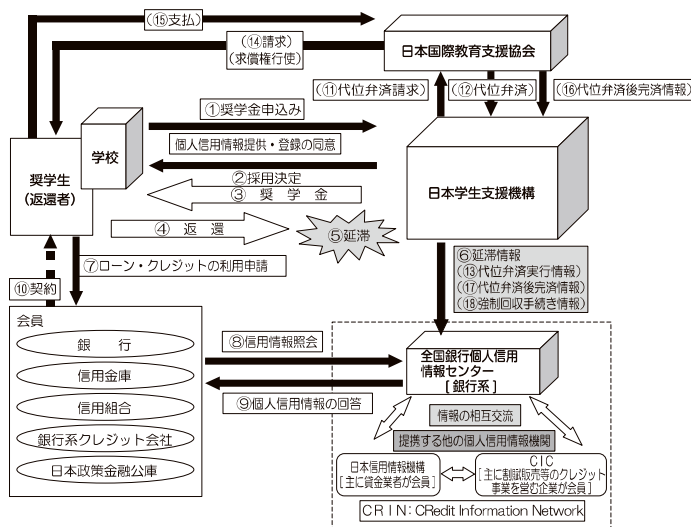 ⑮支払
⑭請求
(求償権行使)
日本国際教育支援協会
(⑪代位弁済請求)
(⑫代位弁済)
(⑯代位弁済後完済情報)
①奨学金申込み
個人信用情報提供・登録の同意
学校
奨学生
(返還者)
②採用決定
③ 奨 学 金
日本学生支援機構
④ 返 還
⑤延滞
⑥延滞情報
(⑬代位弁済実行情報)
(⑰代位弁済後完済情報)
(⑱強制回収手続き情報)
⑦ローン・クレジットの利用申請
⑩契約
会員
銀 行
信用金庫
信用組合
銀行系クレジット会社
日本政策金融公庫
⑧信用情報照会
⑨個人信用情報の回答
全国銀行個人信用
情報センター
[銀行系]
情報の相互交流
提携する他の個人信用情報機関
日本信用情報機構
[主に貸金業者が会員]
CIC
[主に割賦販売等のクレジット
事業を営む企業が会員]
CRIN:CRedit Information Network